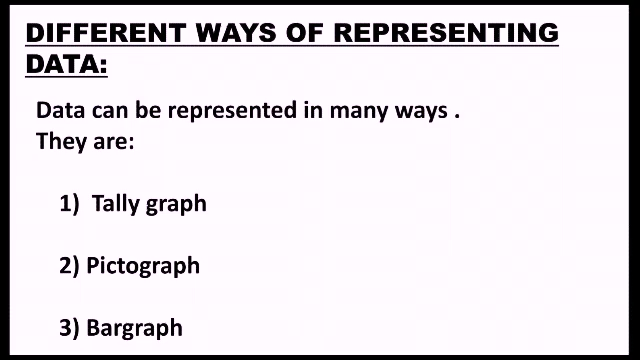 DIFFERENT WAYS OF REPRESENTING
DATA:
Data can be represented in many ways .
They are:
1) Tally graph
2) Pictograph
3) Bargraph